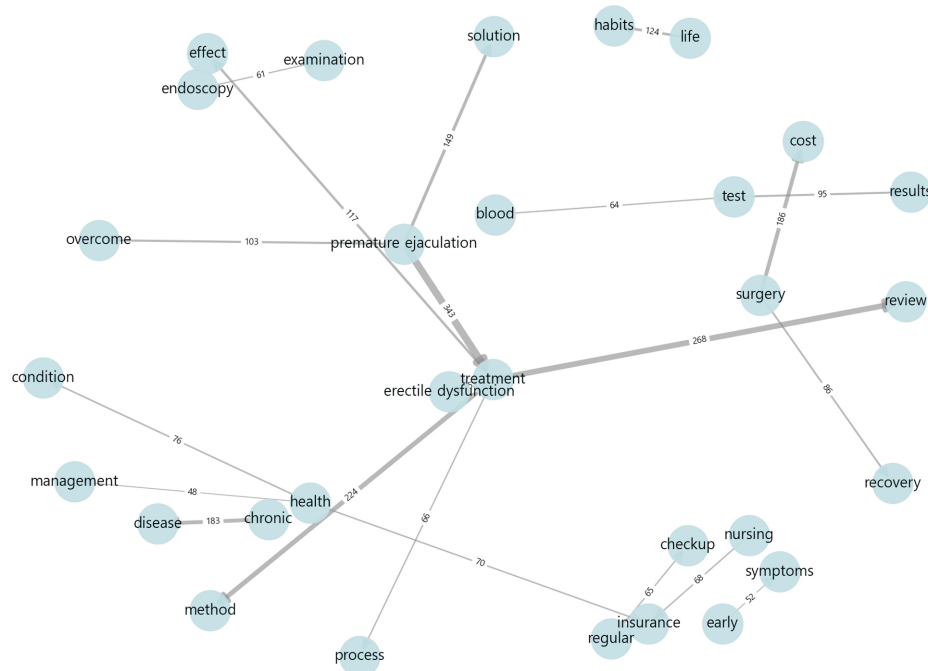 solution
habits
124
life
effect
examination
61
endoscopy
149
cost
test
95
results
186
blood
64
117
overcome
103
premature ejaculation
surgery
review
343
268
condition
treatment
erectile dysfunction
86
76
management
48
health
224
recovery
disease
183
chronic
66
nursing
checkup
70
68
symptoms
65
52
method
insurance
early
regular
process